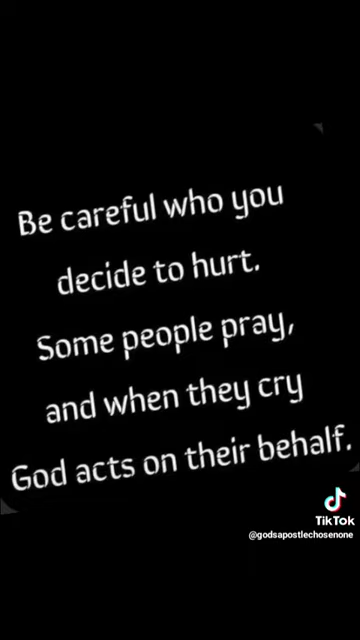 Be careful who you
decide to hurt.
Some people pray,
and when they cry
God acts on their behalf.
TikTok
@godsapostlechosenone